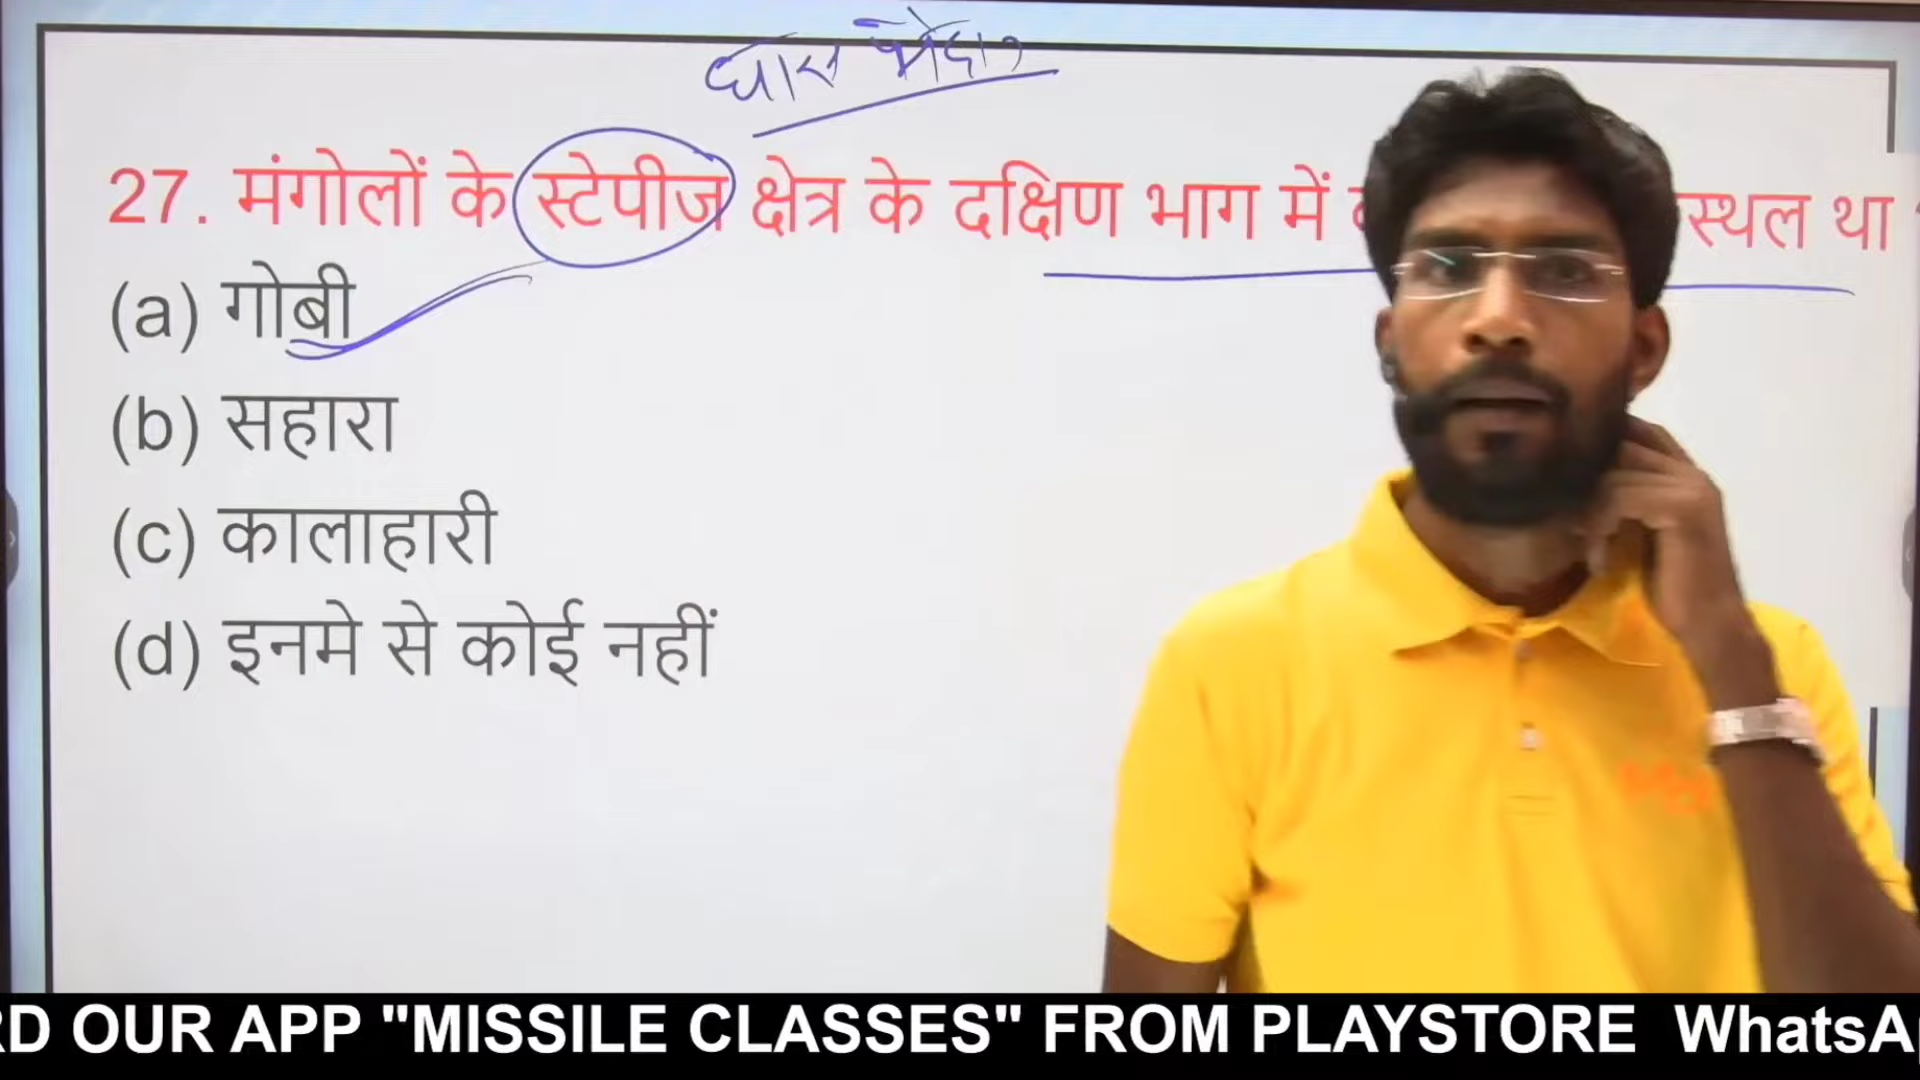 घास मैदान
27. मंगोलों के स्टेपीज क्षेत्र के दक्षिण भाग में स्थल था
(a) गोबी
(b) सहारा
(c) कालाहारी
(d) इनमे से कोई नहीं
RD OUR APP "MISSILE CLASSES" FROM PLAYSTORE WhatsA